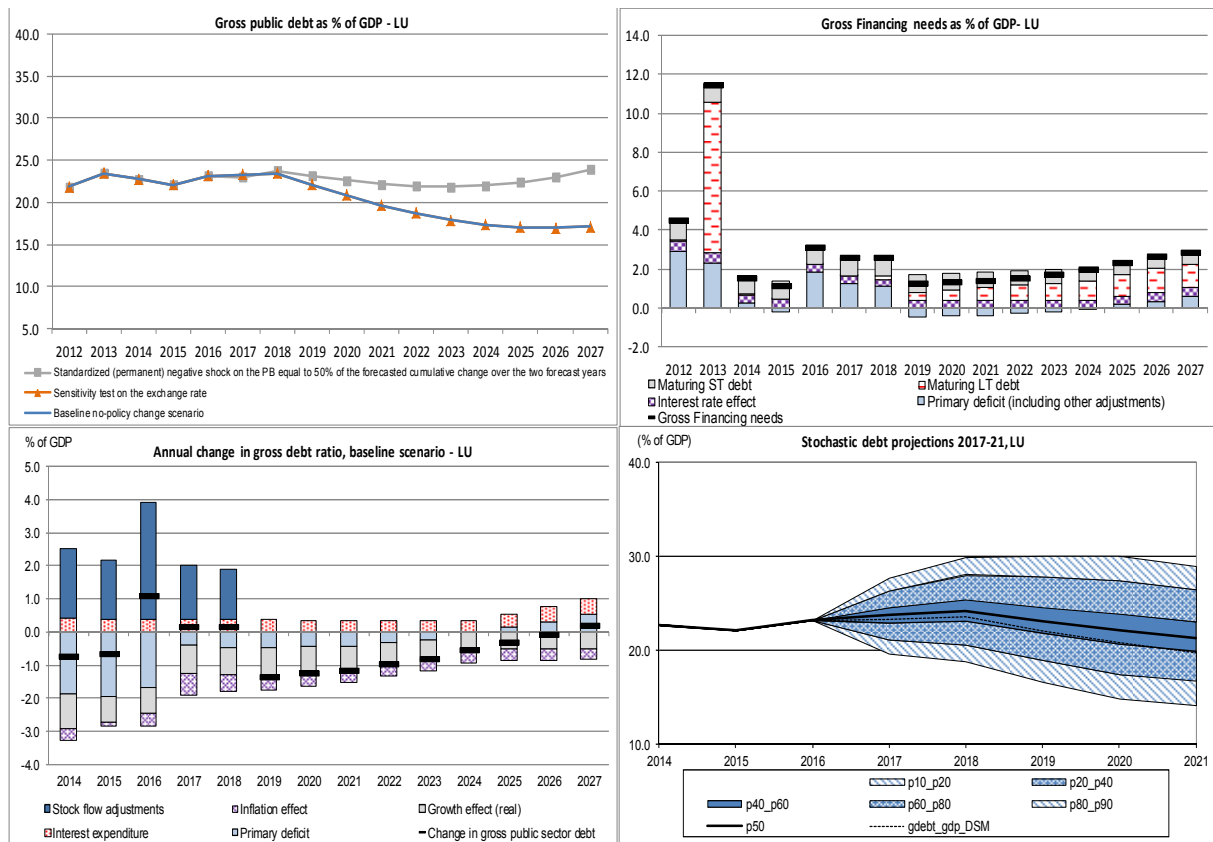 Gross public debt as % of GDP - LU
40.0
35.0
30.0
25.0
20.0
15.0
10.0
5.0
2012 2013 2014 2015 2016 2017 2018 2019 2020 2021 2022 2023 2024 2025 2026 2027
Standardized (permanent) negative shock on the PB equal to 50% of the forecasted cumulative change over the two forecast years
Sensitivity test on the exchange rate
Baseline no-policy change scenario
Gross Financing needs as % of GDP- LU
14.0
12.0
10.0
8.0
6.0
4.0
2.0
0.0
-2.0
2012 2013 2014 2015 2016 2017 2018 2019 2020 2021 2022 2023 2024 2025 2026 2027
Maturing ST debt Maturing LT debt
Interest rate effect Primary deficit (including other adjustments)
Gross Financing needs
% of GDP
Annual change in gross debt ratio, baseline scenario - LU
5.0
4.0
3.0
2.0
1.0
0.0
-1.0
-2.0
-3.0
-4.0
2014 2015 2016 2017 2018 2019 2020 2021 2022 2023 2024 2025 2026 2027
Stock flow adjustments Inflation effect Growth effect (real)
Interest expenditure Primary deficit Change in gross public sector debt
(% of GDP)
Stochastic debt projections 2017-21, LU
40.0
30.0
20.0
10.0
2014 2015 2016 2017 2018 2019 2020 2021
p10_p20 p20_p40
p40_p60 p60_p80 p80_p90
p50 gdebt_gdp_DSM